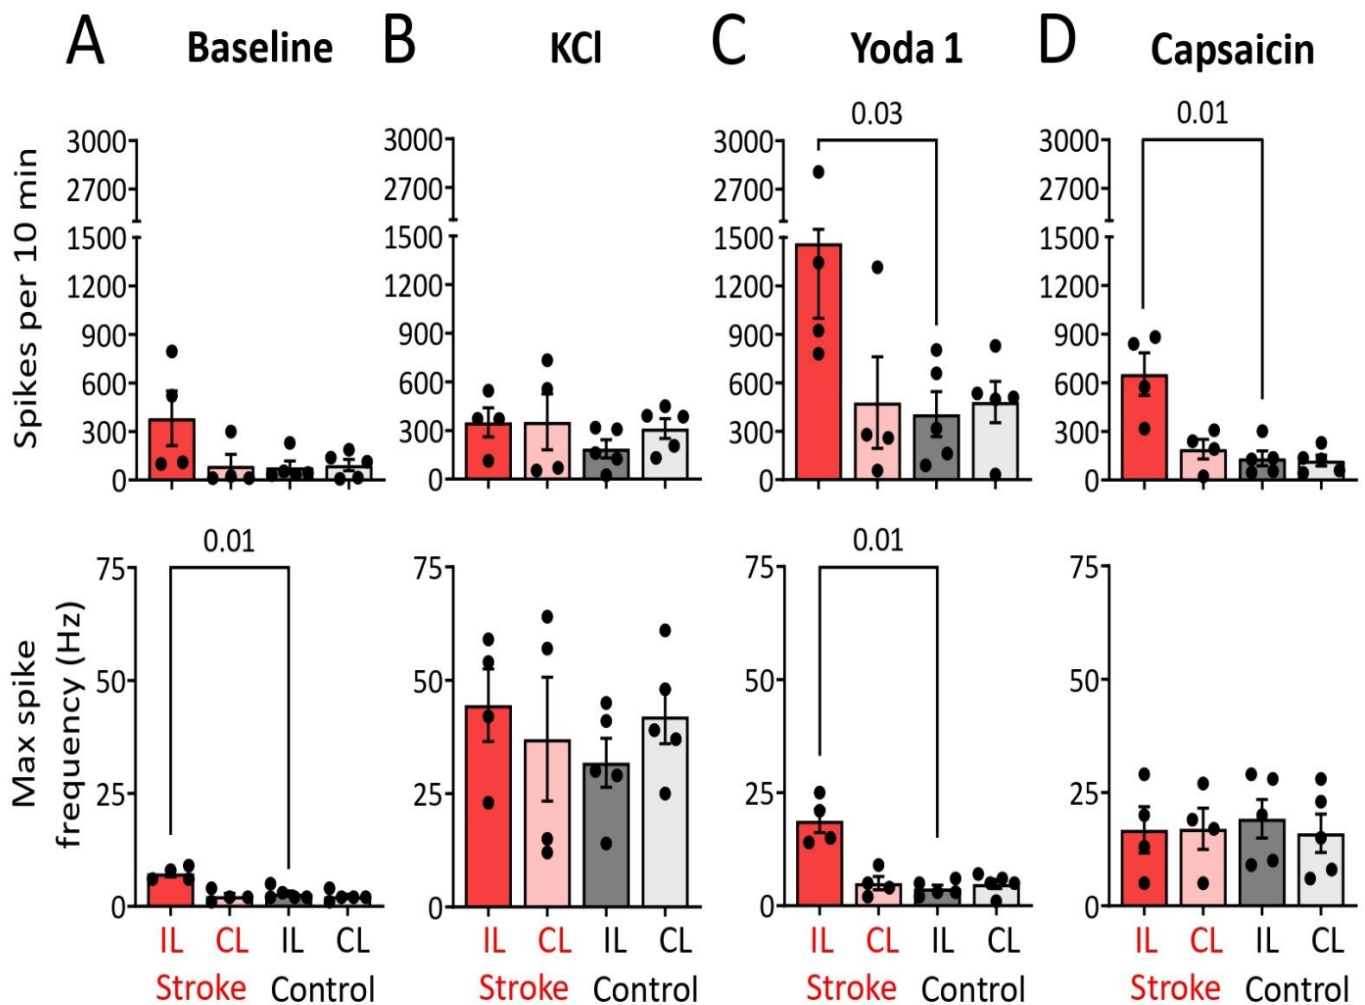 A Baseline B KCl C Yoda 1 D Capsaicin
0.03 0.01
Spikes per 10 min
3000 3000 3000 3000
2700 2700 2700 2700
1500 1500 1500 1500
1200 1200 1200 1200
900 900 900 900
600 600 600 600
300 300 300 300
0 0 0 0
0.01 0.01
Max spike
frequency (Hz)
75 75 75 75
50 50 50 50
25 25 25 25
0 0 0 0
IL CL IL CL IL CL IL CL IL CL IL CL IL CL IL CL
Stroke Control Stroke Control Stroke Control Stroke Control